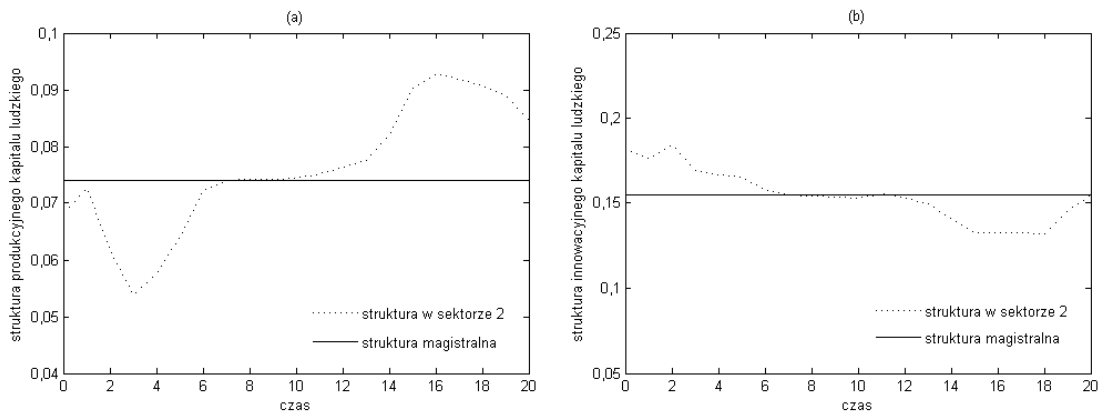 (a)
0,1
0,09
0,08
0,07
0,06
0,05
0,04
struktura produkcyjnego kapitalu ludzkiego
struktura w sektorze 2
struktura magistralna
0 2 4 6 8 10 12 14 16 18 20
czas
(b)
0,25
0,2
0,15
0,1
0,05
struktura innowacyjnego kapitalu ludzkiego
struktura w sektorze 2
struktura magistralna
0 2 4 6 8 10 12 14 16 18 20
czas